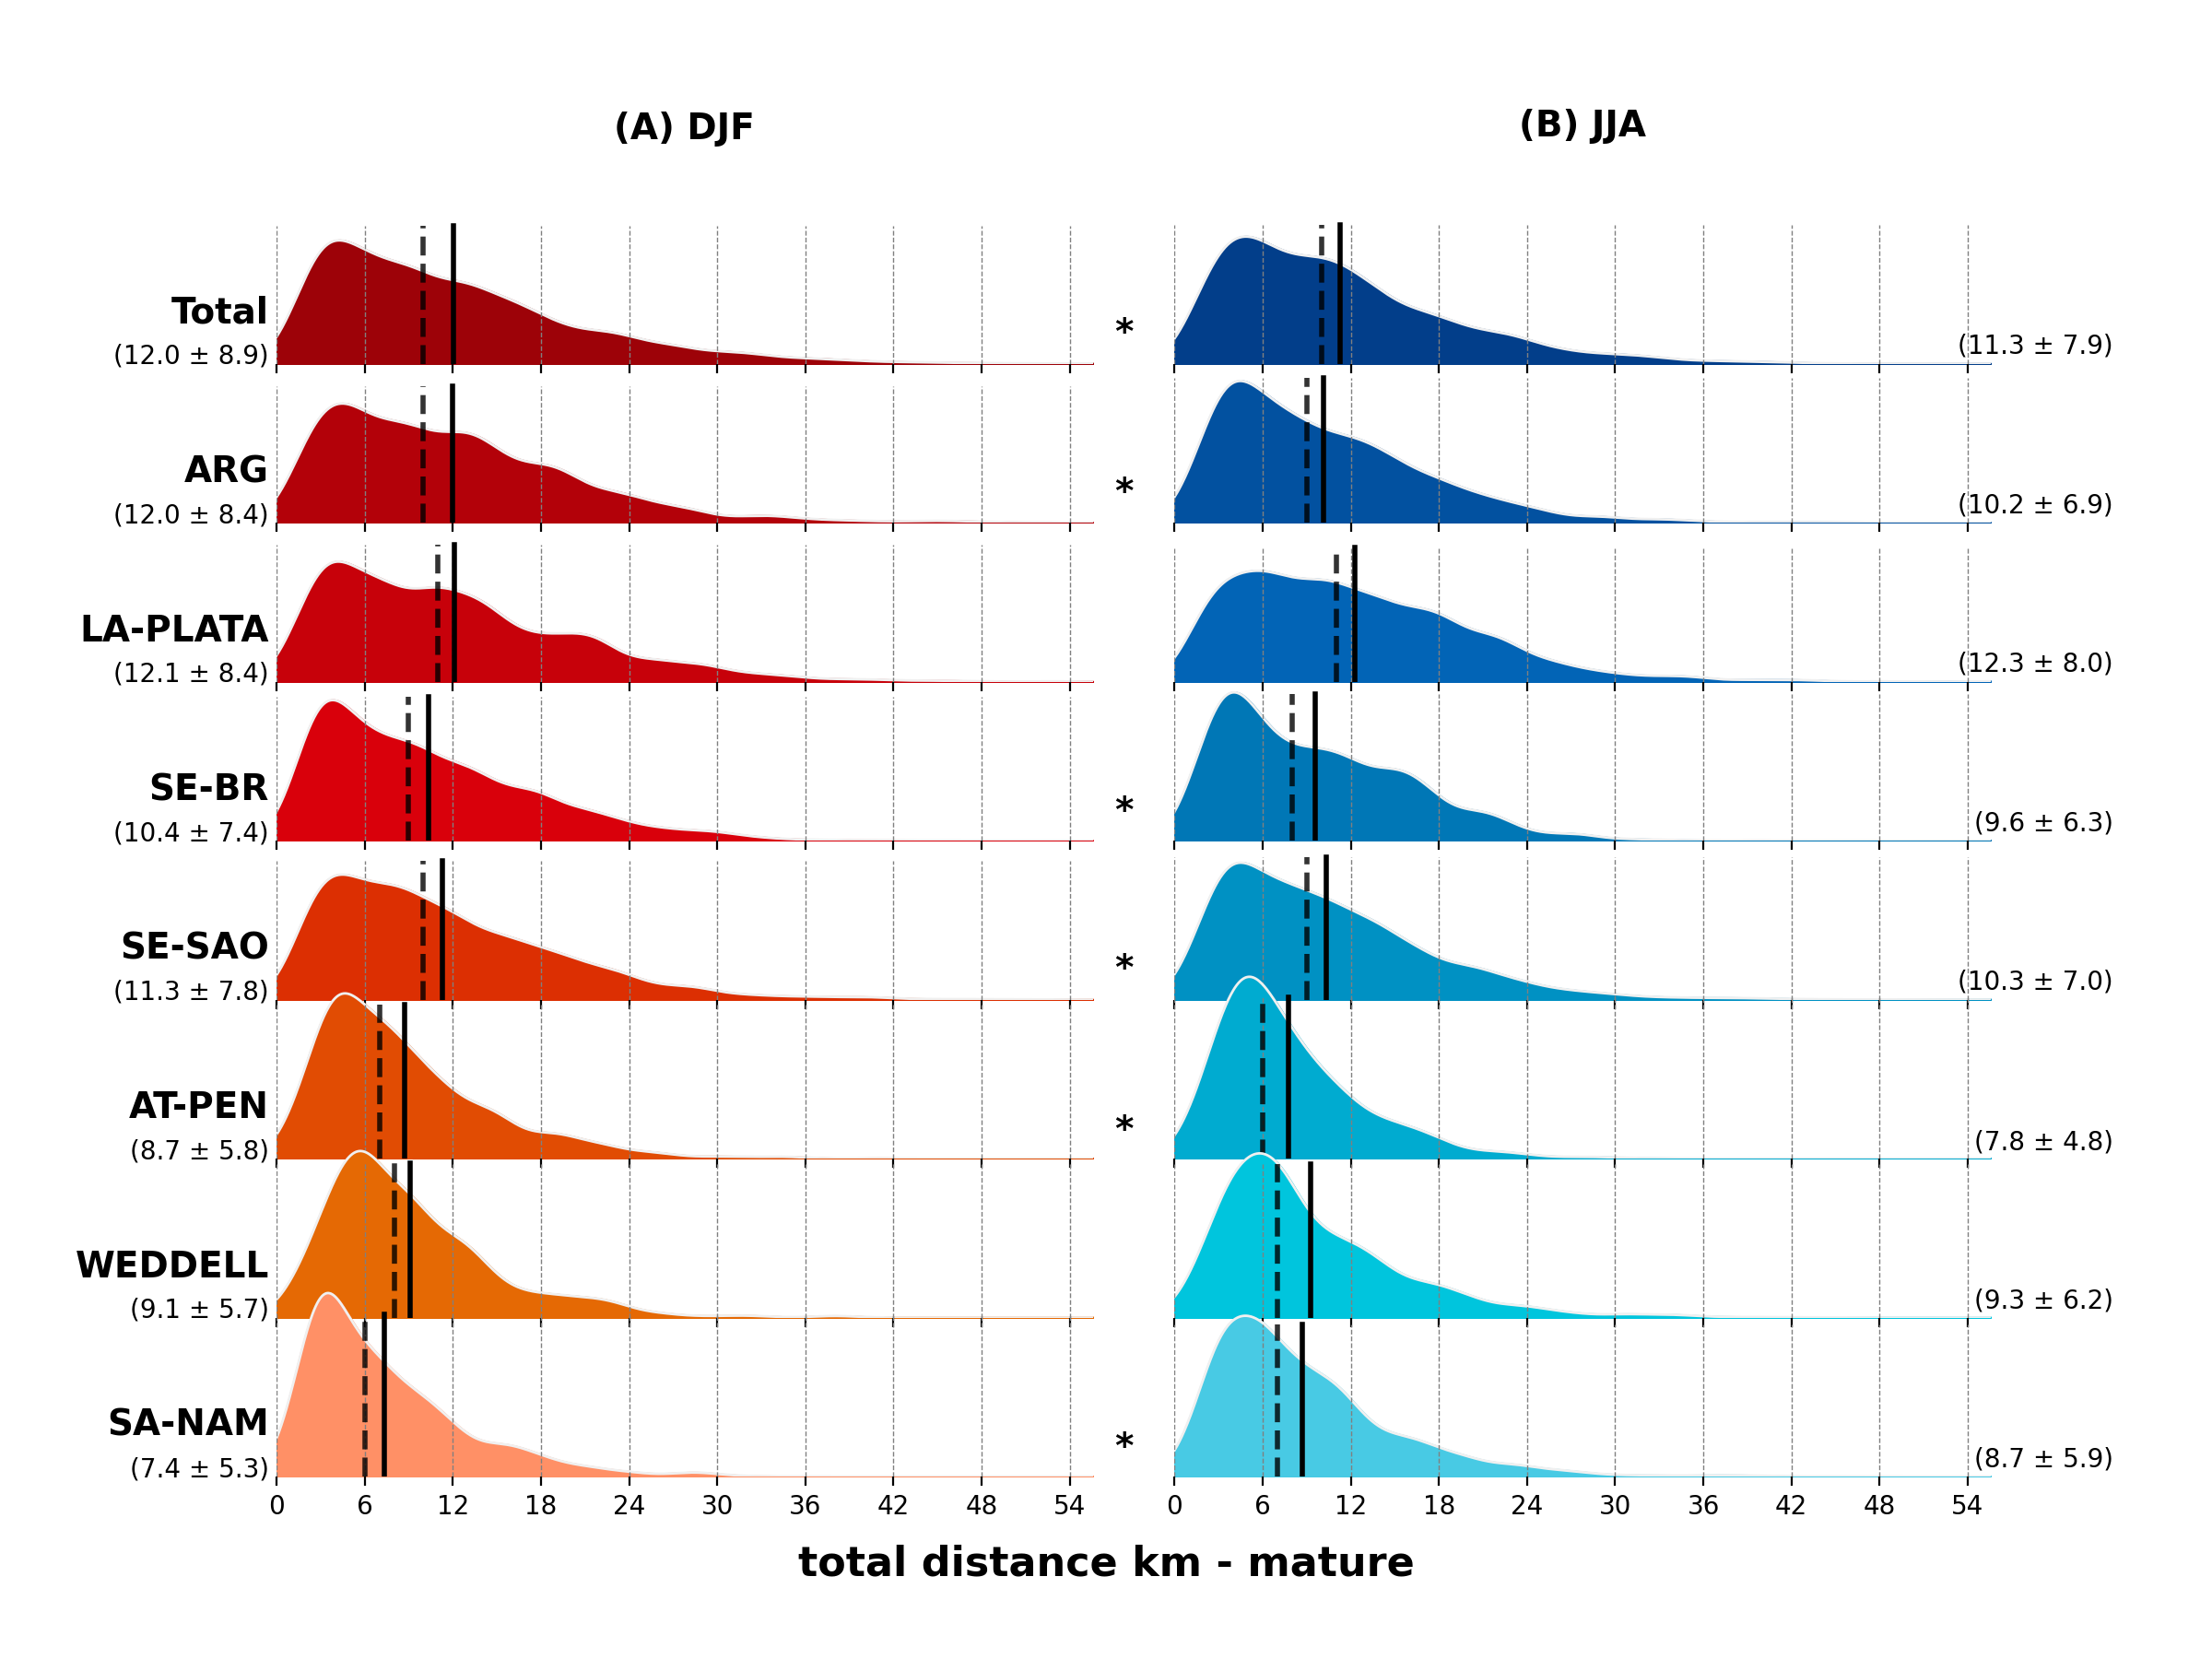 (A) DJF
(B) JJA
Total
(12.0 ± 8.9)
*
(11.3 ± 7.9)
ARG
(12.0 ± 8.4)
*
(10.2 ± 6.9)
LA-PLATA
(12.1 ± 8.4)
(12.3 ± 8.0)
SE-BR
(10.4 ± 7.4)
*
(9.6 ± 6.3)
SE-SAO
(11.3 ± 7.8)
*
(10.3 ± 7.0)
AT-PEN
(8.7 ± 5.8)
*
(7.8 ± 4.8)
WEDDELL
(9.1 ± 5.7)
(9.3 ± 6.2)
SA-NAM
(7.4 ± 5.3)
*
(8.7 ± 5.9)
0 6 12 18 24 30 36 42 48 54
0 6 12 18 24 30 36 42 48 54
total distance km - mature